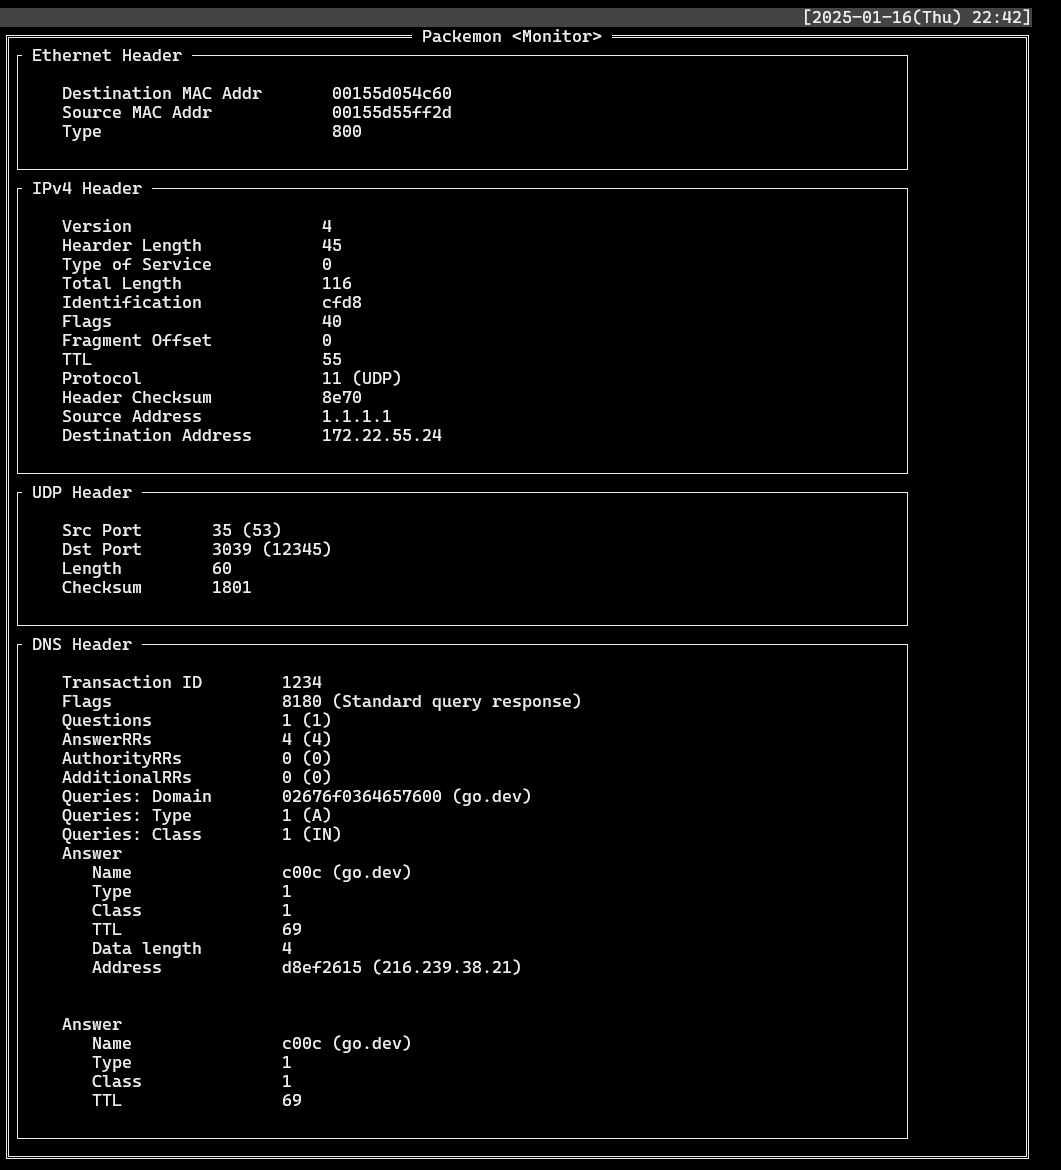 [2025-01-16(Thu) 22:42]
Packemon <Monitor>
Ethernet Header
Destination MAC Addr 00155d054c60
Source MAC Addr 00155d55ff2d
Type 800
IPv4 Header
Version 4
Hearder Length 45
Type of Service 0
Total Length 116
Identification cfd8
Flags 40
Fragment Offset 0
TTL 55
Protocol 11 (UDP)
Header Checksum 8e70
Source Address 1.1.1.1
Destination Address 172.22.55.24
UDP Header
Src Port 35 (53)
Dst Port 3039 (12345)
Length 60
Checksum 1801
DNS Header
Transaction ID 1234
Flags 8180 (Standard query response)
Questions 1 (1)
AnswerRRs 4 (4)
AuthorityRRs 0 (0)
AdditionalRRs 0 (0)
Queries: Domain 02676f0364657600 (go.dev)
Queries: Type 1 (A)
Queries: Class 1 (IN)
Answer
Name c00c (go.dev)
Type 1
Class 1
TTL 69
Data length 4
Address d8ef2615 (216.239.38.21)
Answer
Name c00c (go.dev)
Type 1
Class 1
TTL 69